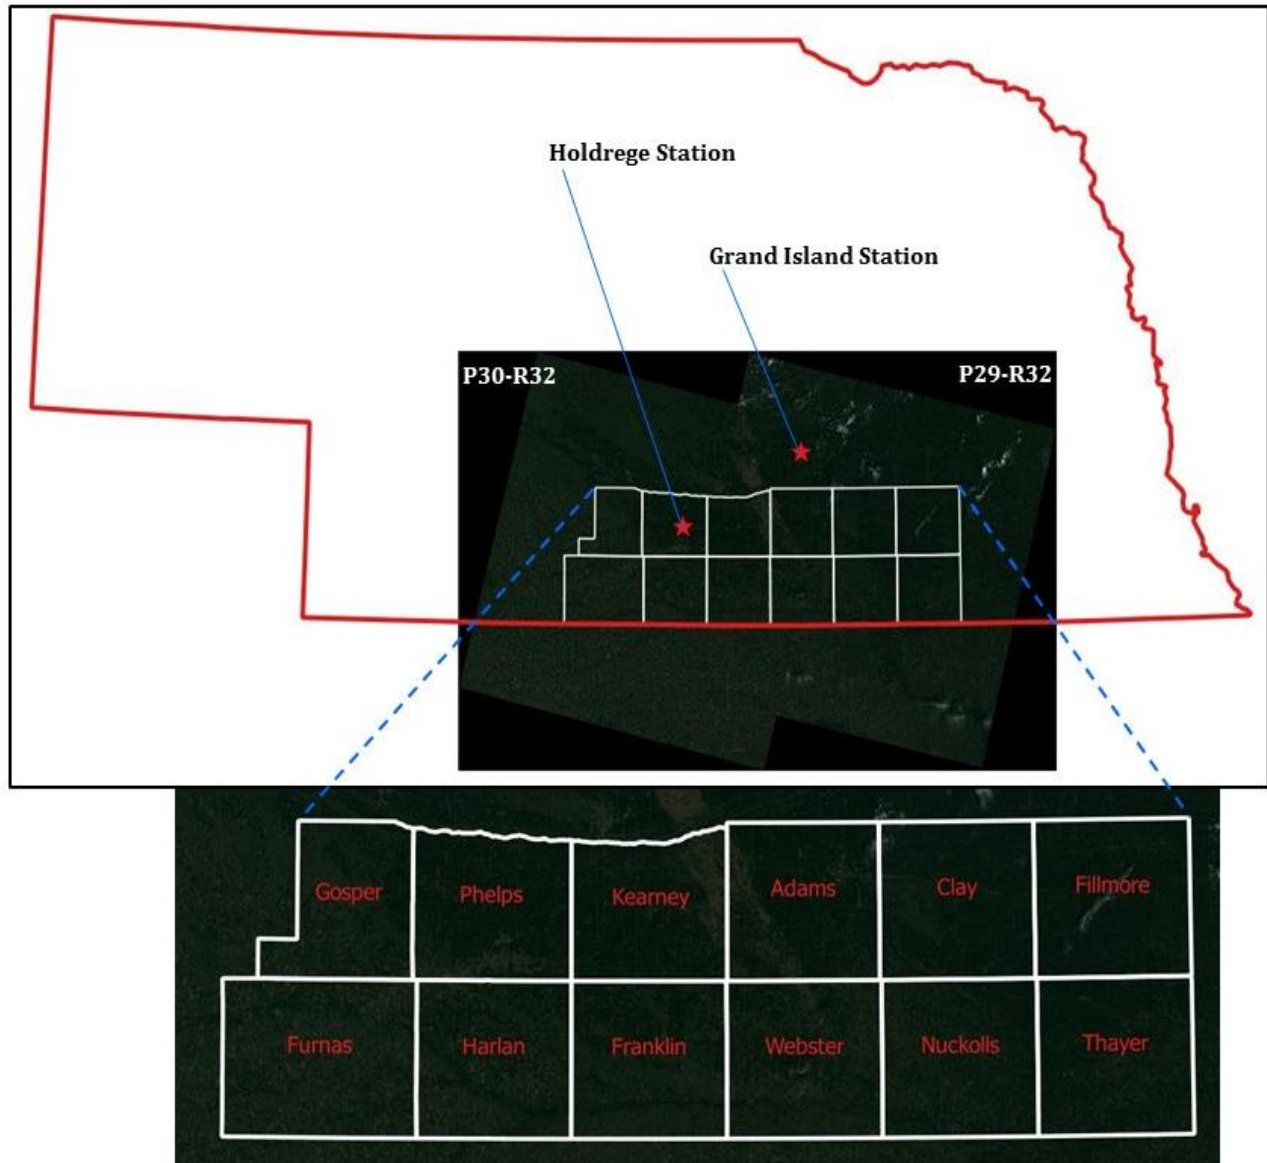 Holdrege Station
Grand Island Station
P30-R32
P29-R32
Gosper
Phelps
Kearney
Adams
Clay
Fillmore
Furnas
Harlan
Franklin
Webster
Nuckolls
Thayer